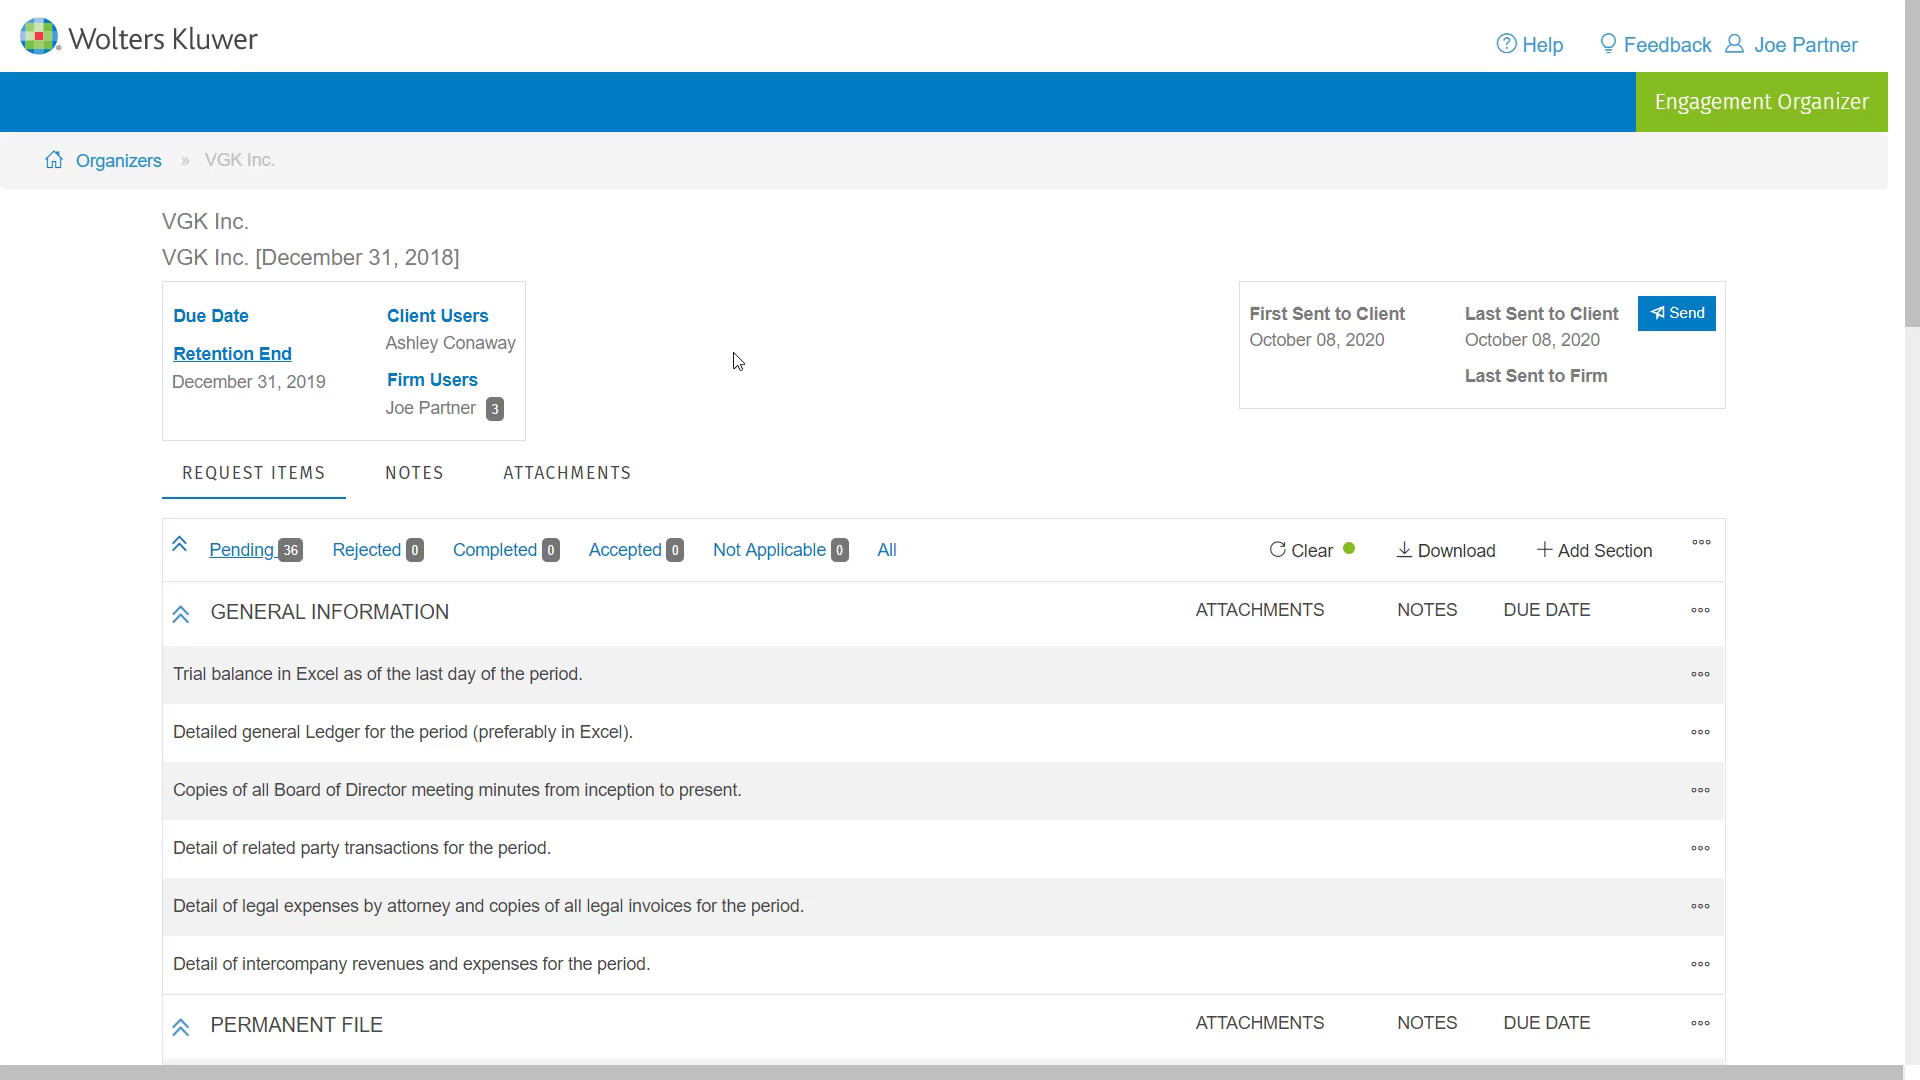 Wolters Kluwer
Help
Feedback
Joe Partner
Engagement Organizer
Organizers » VGK Inc.
VGK Inc.
VGK Inc. [December 31, 2018]
Due Date
Retention End
December 31, 2019
Client Users
Ashley Conaway
Firm Users
Joe Partner 3
First Sent to Client
October 08, 2020
Last Sent to Client
October 08, 2020
Last Sent to Firm
Send
REQUEST ITEMS NOTES ATTACHMENTS
Pending 36 Rejected 0 Completed 0 Accepted 0 Not Applicable 0 All Clear Download Add Section
GENERAL INFORMATION ATTACHMENTS NOTES DUE DATE
Trial balance in Excel as of the last day of the period.
Detailed general Ledger for the period (preferably in Excel).
Copies of all Board of Director meeting minutes from inception to present.
Detail of related party transactions for the period.
Detail of legal expenses by attorney and copies of all legal invoices for the period.
Detail of intercompany revenues and expenses for the period.
PERMANENT FILE ATTACHMENTS NOTES DUE DATE